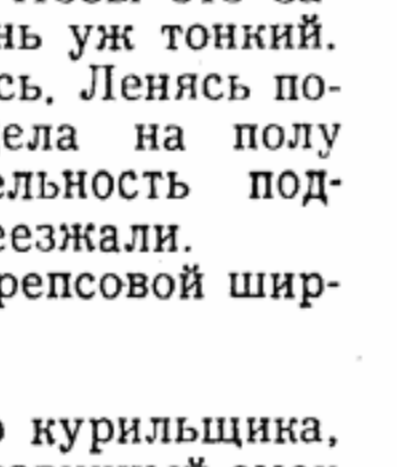 нь уж тонкий.
сь. Ленясь по-
ела на полу
ельность под-
еезжали.
репсовой шир-
курильщика,